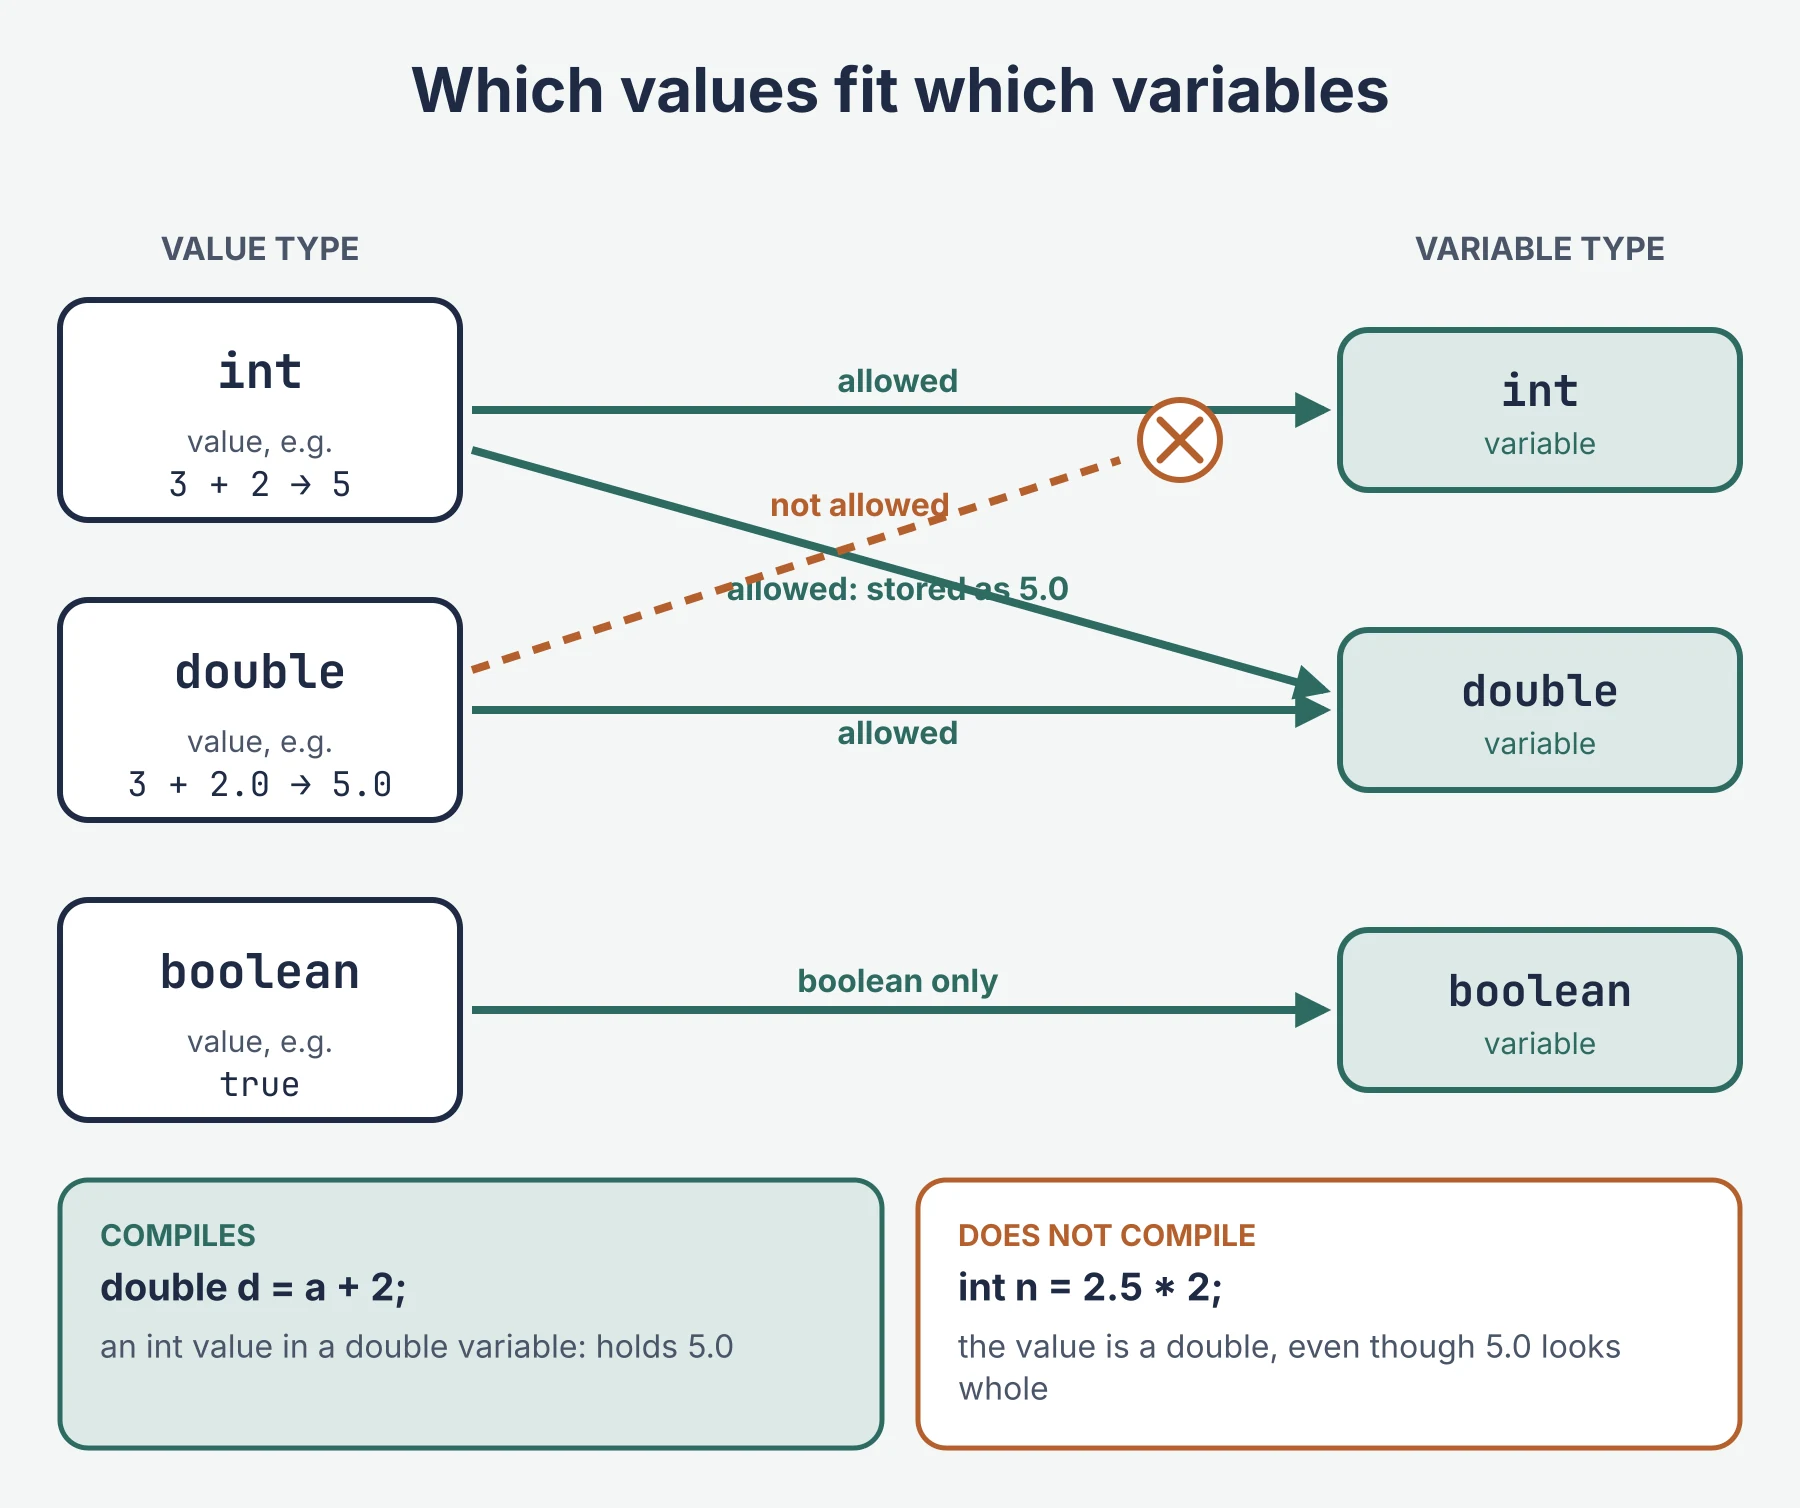 Which values fit which variables
VALUE TYPE
VARIABLE TYPE
int
value, e.g.
3 + 2 → 5
allowed
int
variable
not allowed
allowed: stored as 5.0
double
value, e.g.
3 + 2.0 → 5.0
allowed
double
variable
boolean
value, e.g.
true
boolean only
boolean
variable
COMPILES
double d = a + 2;
an int value in a double variable: holds 5.0
DOES NOT COMPILE
int n = 2.5 * 2;
the value is a double, even though 5.0 looks
whole